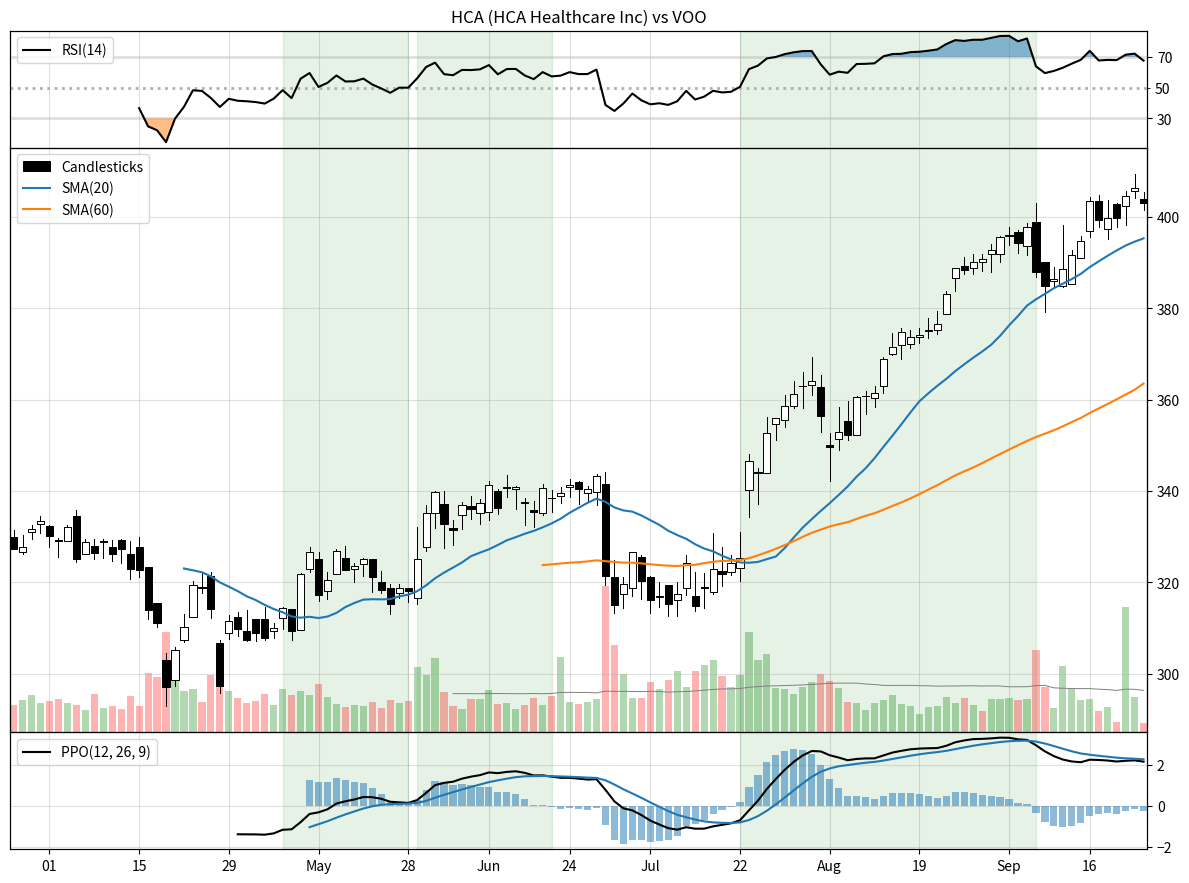 HCA (HCA Healthcare Inc) vs VOO
RSI(14)
70
50
30
Candlesticks
SMA(20)
SMA(60)
400
380
360
340
320
300
PPO(12, 26, 9)
2
0
−2
01 15 29 May 28 Jun 24 Jul 22 Aug 19 Sep 16